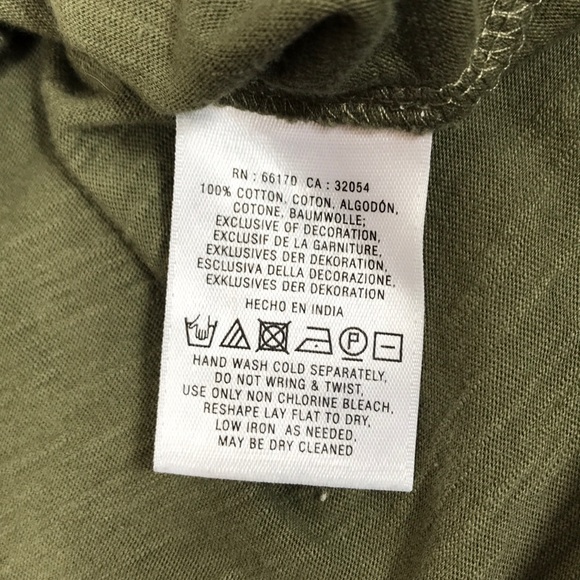 RN : 66170 CA : 32054
100% COTTON, COTON, ALGODÓN,
COTONE, BAUMWOLLE;
EXCLUSIVE OF DECORATION,
EXCLUSIF DE LA GARNITURE,
EXKLUSIVES DER DEKORATION,
ESCLUSIVA DELLA DECORAZIONE,
EXKLUSIVES DER DEKORATION
HECHO EN INDIA
P
HAND WASH COLD SEPARATELY,
DO NOT WRING & TWIST,
USE ONLY NON CHLORINE BLEACH,
RESHAPE LAY FLAT TO DRY,
LOW IRON AS NEEDED,
MAY BE DRY CLEANED